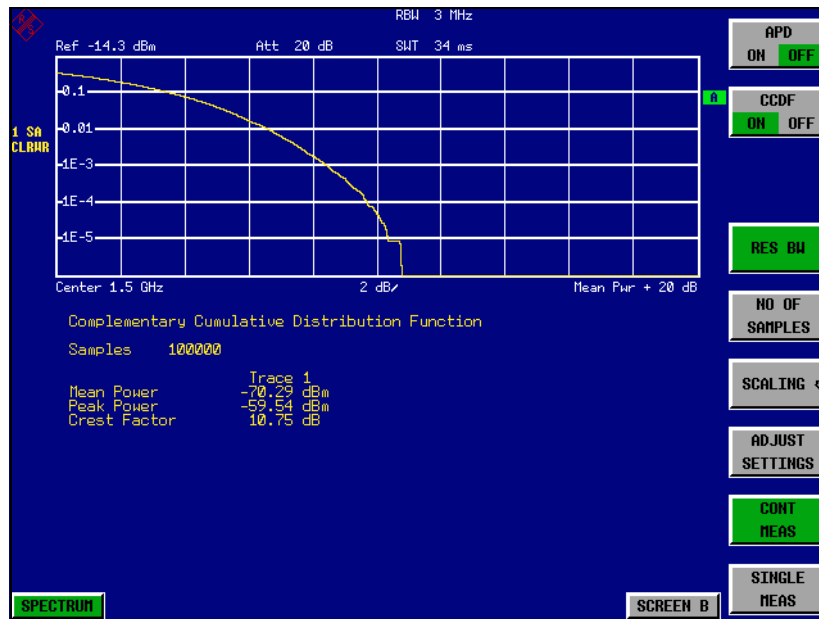 RBW 3 MHz
Ref -14.3 dBm Att 20 dB SWT 34 ms
0.1
0.01
1E-3
1E-4
1E-5
1 SA
CLRWR
A
Center 1.5 GHz 2 dB/ Mean Pwr + 20 dB
Complementary Cumulative Distribution Function
Samples 100000
Trace 1
Mean Power -70.29 dBm
Peak Power -59.54 dBm
Crest Factor 10.75 dB
SPECTRUM
SCREEN B
APD
ON OFF
CCDF
ON OFF
RES BW
NO OF
SAMPLES
SCALING
ADJUST
SETTINGS
CONT
MEAS
SINGLE
MEAS
R S